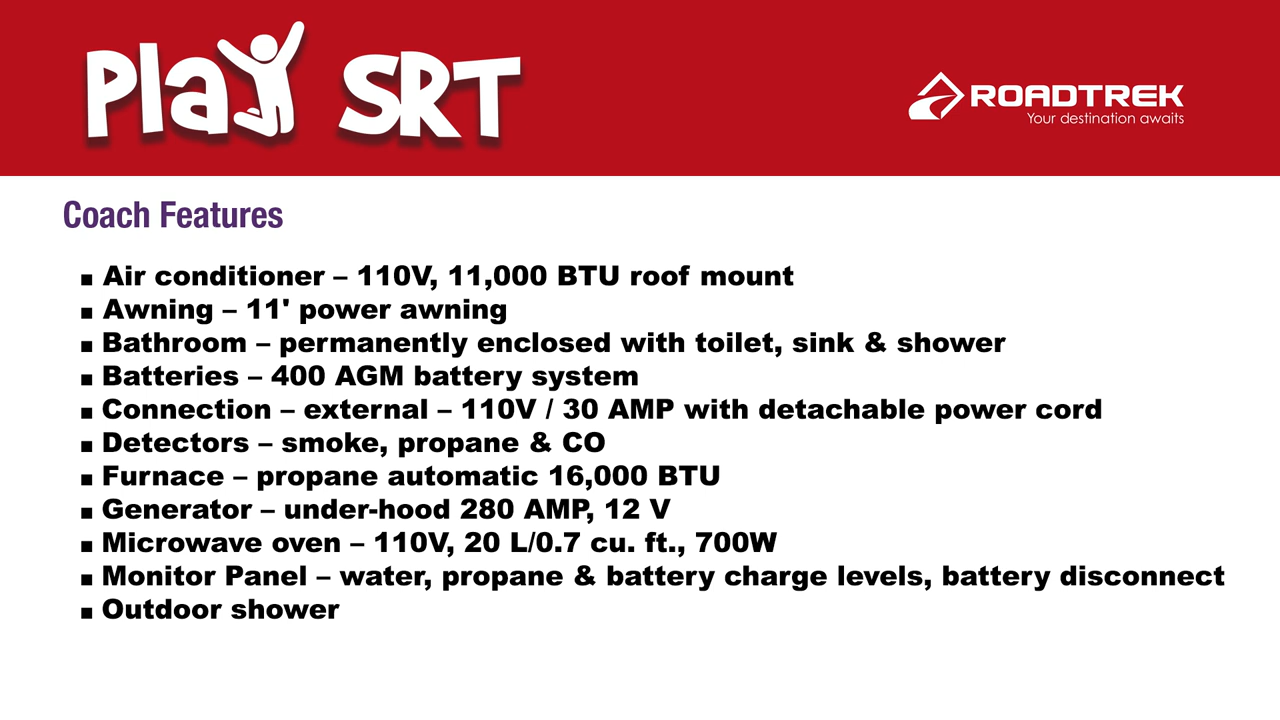 Play SRT
ROADTREK
Your destination awaits
Coach Features
▪ Air conditioner – 110V, 11,000 BTU roof mount
▪ Awning – 11' power awning
▪ Bathroom – permanently enclosed with toilet, sink & shower
▪ Batteries – 400 AGM battery system
▪ Connection – external – 110V / 30 AMP with detachable power cord
▪ Detectors – smoke, propane & CO
▪ Furnace – propane automatic 16,000 BTU
▪ Generator – under-hood 280 AMP, 12 V
▪ Microwave oven – 110V, 20 L/0.7 cu. ft., 700W
▪ Monitor Panel – water, propane & battery charge levels, battery disconnect
▪ Outdoor shower